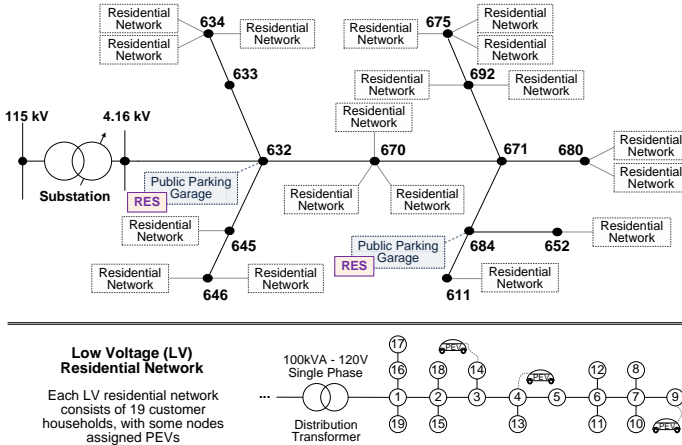 Residential
Network
634
Residential
Network
Residential
Network
675
Residential
Network
Residential
Network
Residential
Network
633
692
Residential
Network
Residential
Network
Residential
Network
115 kV
4.16 kV
632
670
671
680
Residential
Network
Residential
Network
Substation
Public Parking
Garage
RES
Residential
Network
Residential
Network
Residential
Network
645
Public Parking
Garage
RES
684
652
Residential
Network
Residential
Network
646
Residential
Network
611
Residential
Network
Low Voltage (LV)
Residential Network
Each LV residential network
consists of 19 customer
households, with some nodes
assigned PEVs
100kVA - 120V
Single Phase
...
Distribution
Transformer
17
PEV
16
18
14
PEV
12
8
1
2
3
4
5
6
7
9
19
15
13
11
10
PEV